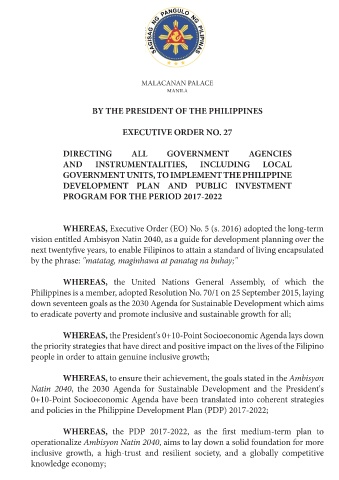 SAGISAG NG PANGULO NG PILIPINAS
MALACAÑAN PALACE
MANILA
BY THE PRESIDENT OF THE PHILIPPINES
EXECUTIVE ORDER NO. 27
DIRECTING ALL GOVERNMENT AGENCIES
AND INSTRUMENTALITIES, INCLUDING LOCAL
GOVERNMENT UNITS, TO IMPLEMENT THE PHILIPPINE
DEVELOPMENT PLAN AND PUBLIC INVESTMENT
PROGRAM FOR THE PERIOD 2017-2022
WHEREAS, Executive Order (EO) No. 5 (s. 2016) adopted the long-term
vision entitled Ambisyon Natin 2040, as a guide for development planning over the
next twentyfive years, to enable Filipinos to attain a standard of living encapsulated
by the phrase: "matatag, maginhawa at panatag na buhay;"
WHEREAS, the United Nations General Assembly, of which the
Philippines is a member, adopted Resolution No. 70/1 on 25 September 2015, laying
down seventeen goals as the 2030 Agenda for Sustainable Development which aims
to eradicate poverty and promote inclusive and sustainable growth for all;
WHEREAS, the President's 0+10-Point Socioeconomic Agenda lays down
the priority strategies that have direct and positive impact on the lives of the Filipino
people in order to attain genuine inclusive growth;
WHEREAS, to ensure their achievement, the goals stated in the Ambisyon
Natin 2040, the 2030 Agenda for Sustainable Development and the President's
0+10-Point Socioeconomic Agenda have been translated into coherent strategies
and policies in the Philippine Development Plan (PDP) 2017-2022;
WHEREAS, the PDP 2017-2022, as the first medium-term plan to
operationalize Ambisyon Natin 2040, aims to lay down a solid foundation for more
inclusive growth, a high-trust and resilient society, and a globally competitive
knowledge economy;